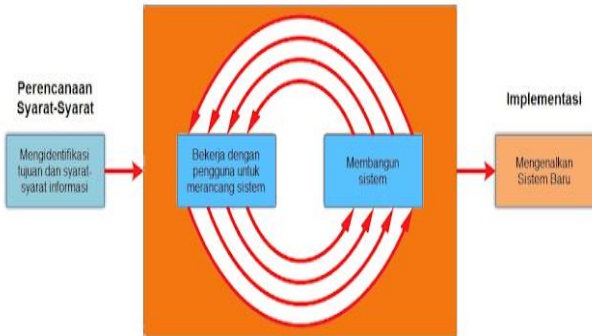 Perencanaan
Syarat-Syarat
Mengidentifikasi
tujuan dan syarat-
syarat informasi
Bekerja dengan
pengguna untuk
merancang sistem
Membangun
sistem
Implementasi
Mengenalkan
Sistem Baru